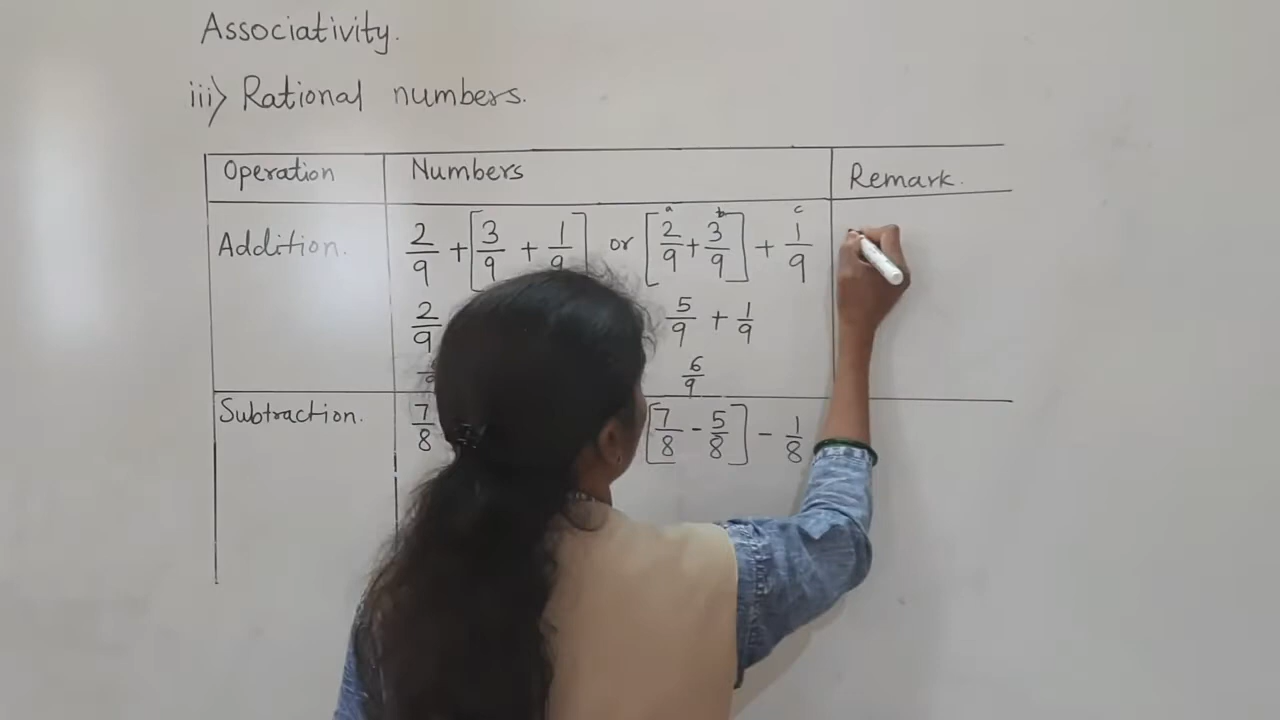 Associativity.
iii) Rational numbers.
Operation Numbers Remark.
a b c
Addition. 2/9 + [3/9 + 1/9] or [2/9 + 3/9] + 1/9
2/9 5/9 + 1/9
6/9
Subtraction. 7/8 [7/8 - 5/8] - 1/8